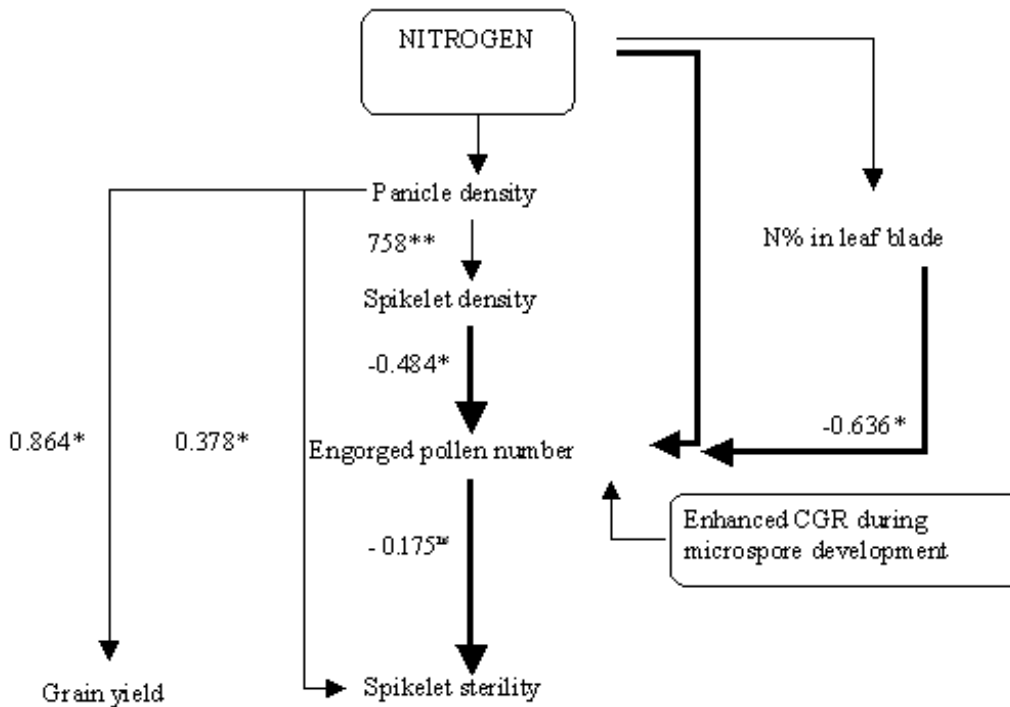 NITROGEN
Panicle density
N% in leaf blade
758**
Spikelet density
-0.484*
-0.636*
0.864*
0.378*
Engorged pollen number
Enhanced CGR during
microspore development
- 0.175ns
Grain yield
Spikelet sterility